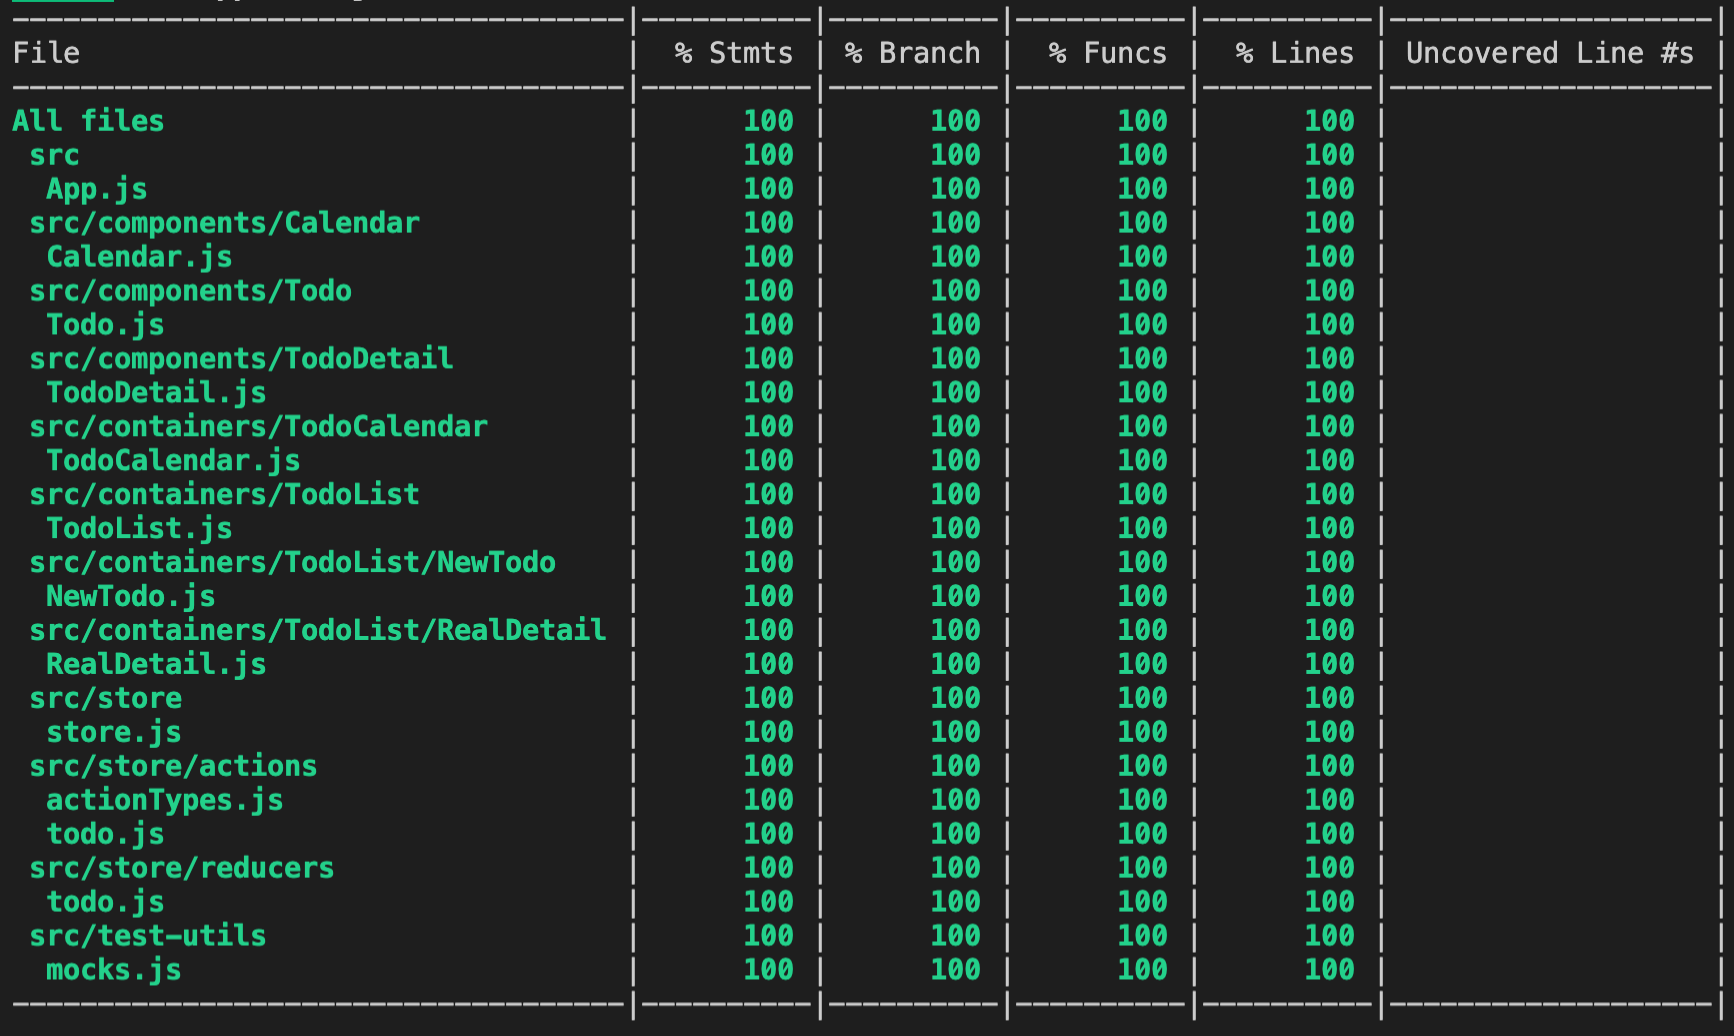 File | % Stmts | % Branch | % Funcs | % Lines | Uncovered Line #s |
All files | 100 | 100 | 100 | 100 | |
src | 100 | 100 | 100 | 100 | |
App.js | 100 | 100 | 100 | 100 | |
src/components/Calendar | 100 | 100 | 100 | 100 | |
Calendar.js | 100 | 100 | 100 | 100 | |
src/components/Todo | 100 | 100 | 100 | 100 | |
Todo.js | 100 | 100 | 100 | 100 | |
src/components/TodoDetail | 100 | 100 | 100 | 100 | |
TodoDetail.js | 100 | 100 | 100 | 100 | |
src/containers/TodoCalendar | 100 | 100 | 100 | 100 | |
TodoCalendar.js | 100 | 100 | 100 | 100 | |
src/containers/TodoList | 100 | 100 | 100 | 100 | |
TodoList.js | 100 | 100 | 100 | 100 | |
src/containers/TodoList/NewTodo | 100 | 100 | 100 | 100 | |
NewTodo.js | 100 | 100 | 100 | 100 | |
src/containers/TodoList/RealDetail | 100 | 100 | 100 | 100 | |
RealDetail.js | 100 | 100 | 100 | 100 | |
src/store | 100 | 100 | 100 | 100 | |
store.js | 100 | 100 | 100 | 100 | |
src/store/actions | 100 | 100 | 100 | 100 | |
actionTypes.js | 100 | 100 | 100 | 100 | |
todo.js | 100 | 100 | 100 | 100 | |
src/store/reducers | 100 | 100 | 100 | 100 | |
todo.js | 100 | 100 | 100 | 100 | |
src/test-utils | 100 | 100 | 100 | 100 | |
mocks.js | 100 | 100 | 100 | 100 | |